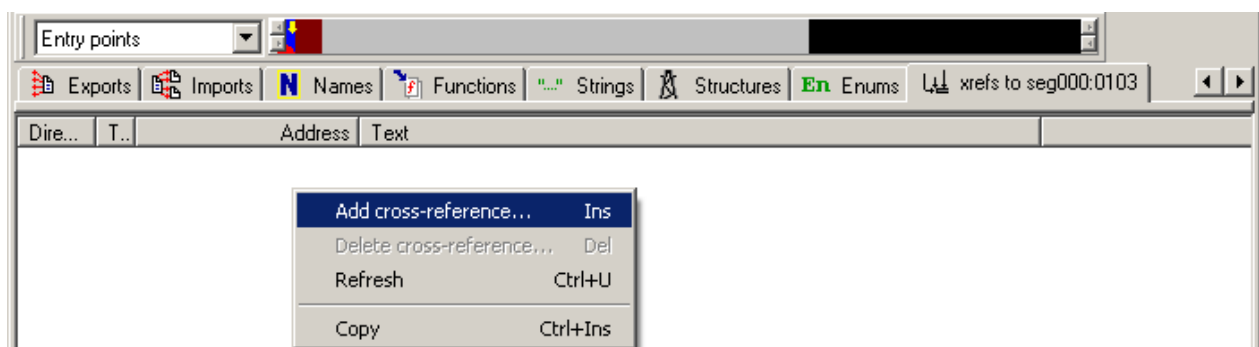 Entry points
Exports Imports N Names f Functions "..." Strings Structures En Enums xrefs to seg000:0103
Dire... T.. Address Text
Add cross-reference... Ins
Delete cross-reference... Del
Refresh Ctrl+U
Copy Ctrl+Ins